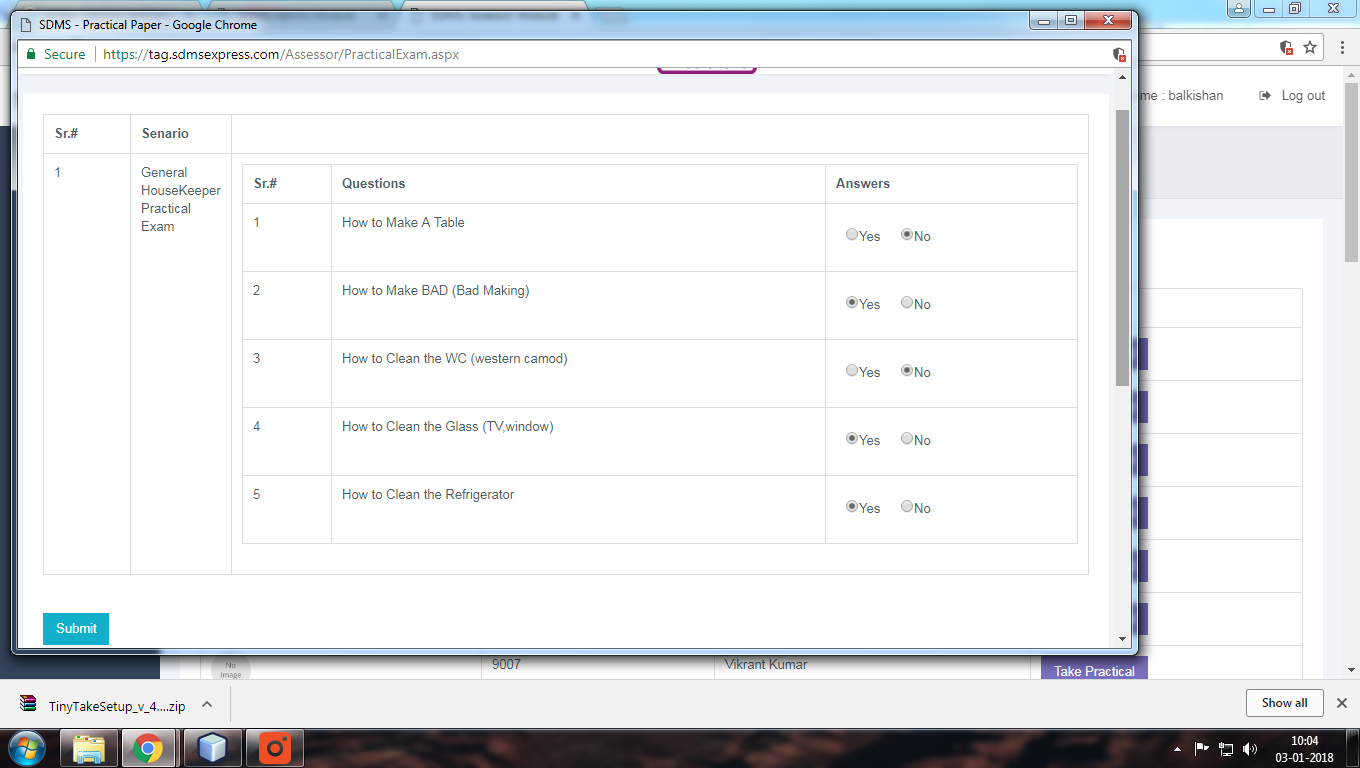 SDMS - Practical Paper - Google Chrome
Secure https://tag.sdmsexpress.com/Assessor/PracticalExam.aspx
me : balkishan Log out
Sr.# Senario
1 General HouseKeeper Practical Exam
Sr.# Questions Answers
1 How to Make A Table Yes No
2 How to Make BAD (Bad Making) Yes No
3 How to Clean the WC (western camod) Yes No
4 How to Clean the Glass (TV,window) Yes No
5 How to Clean the Refrigerator Yes No
Submit
No Image 9007 Vikrant Kumar Take Practical
TinyTakeSetup_v_4....zip Show all
10:04
03-01-2018